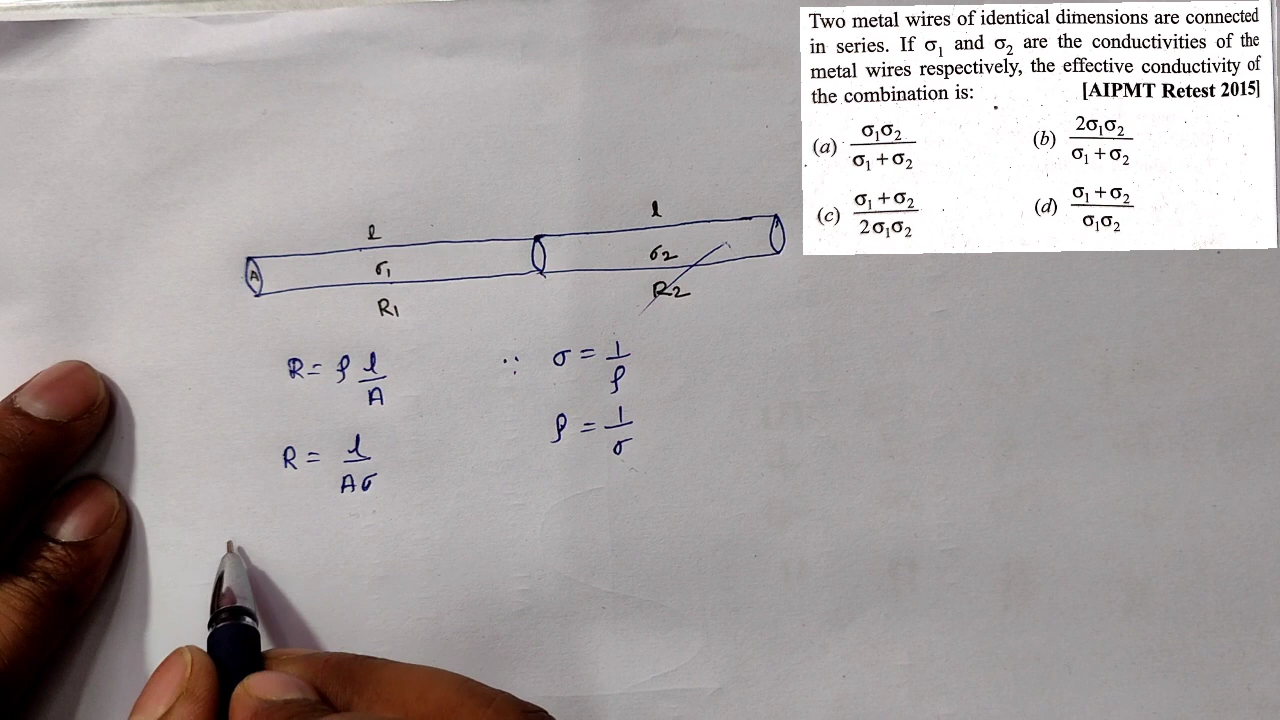 Two metal wires of identical dimensions are connected
in series. If σ₁ and σ₂ are the conductivities of the
metal wires respectively, the effective conductivity of
the combination is: [AIPMT Retest 2015]
(a) σ₁σ₂/(σ₁+σ₂) (b) 2σ₁σ₂/(σ₁+σ₂)
(c) (σ₁+σ₂)/(2σ₁σ₂) (d) (σ₁+σ₂)/(σ₁σ₂)
l l
A σ₁ σ₂
R₁ R₂
R = ρ l/A ∵ σ = 1/ρ
ρ = 1/σ
R = l/Aσ